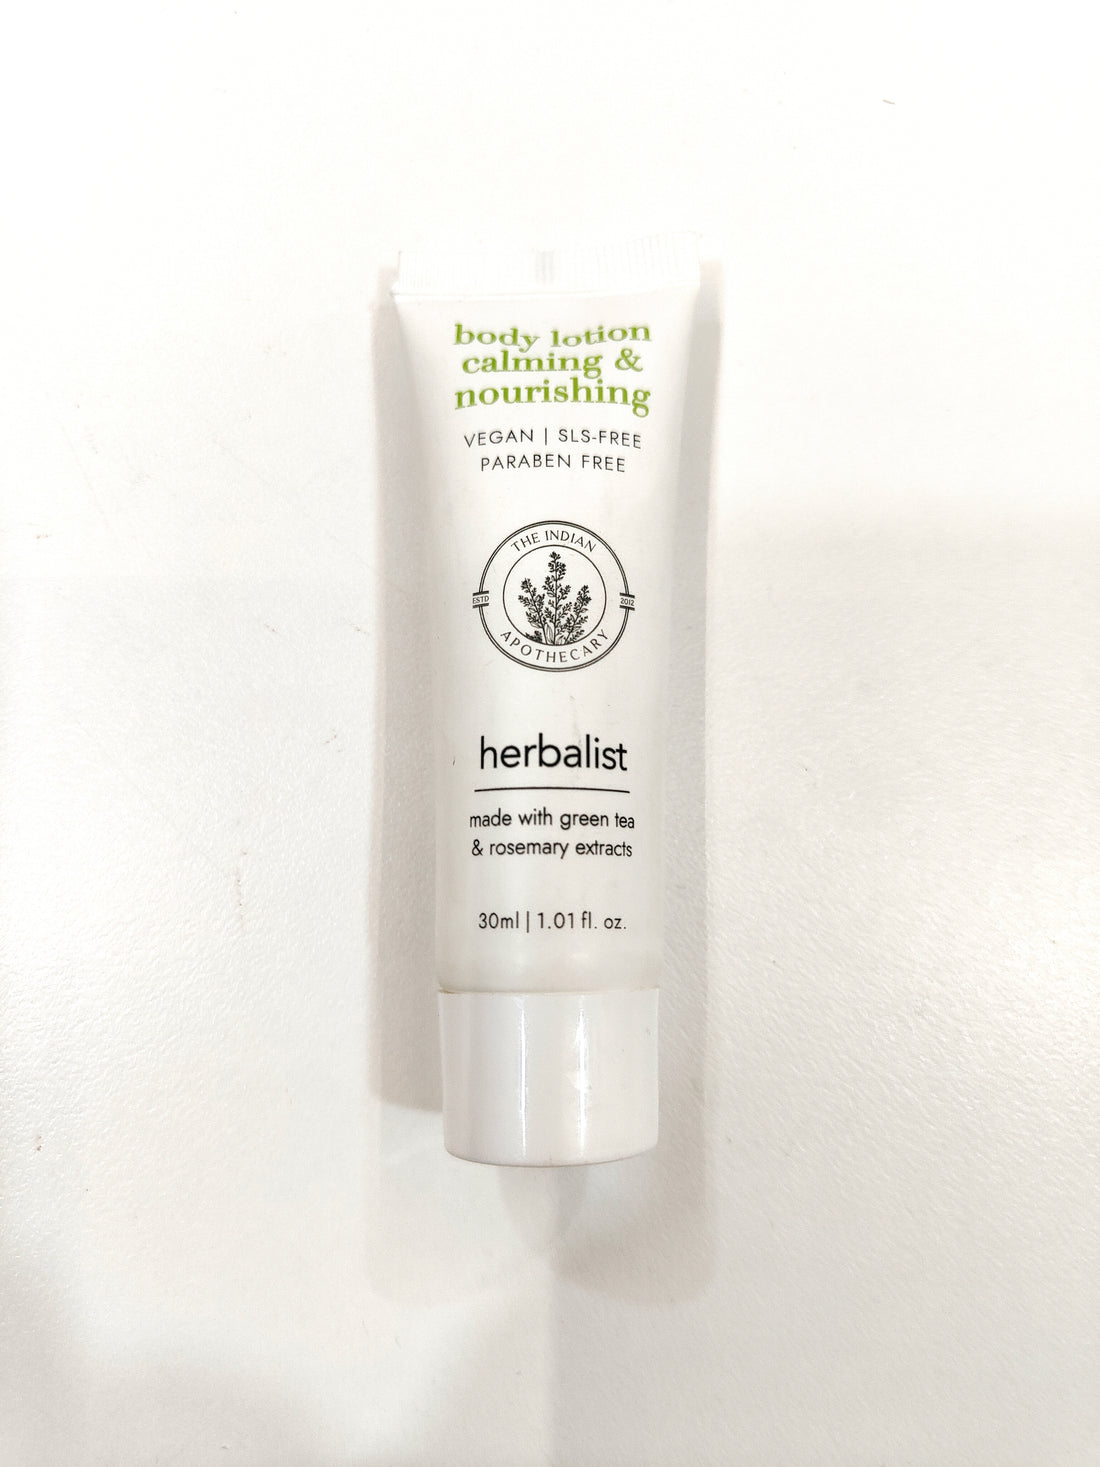 body lotion
calming &
nourishing
VEGAN | SLS-FREE
PARABEN FREE
THE INDIAN
ESTD
2012
APOTHECARY
herbalist
made with green tea
& rosemary extracts
30ml | 1.01 fl. oz.